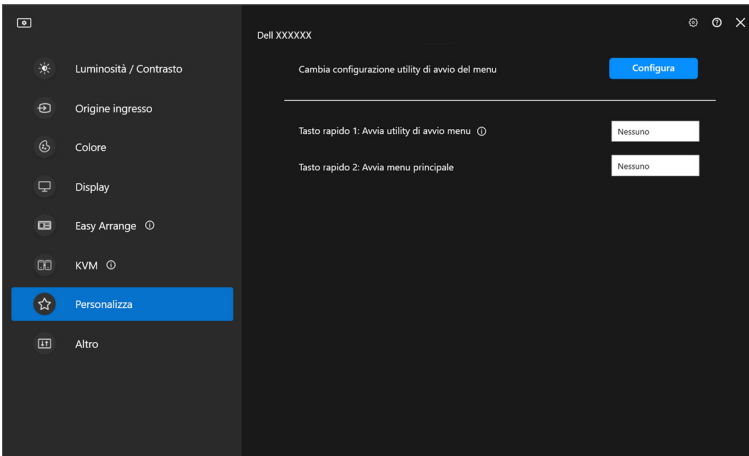 Dell XXXXXX
Luminosità / Contrasto
Origine ingresso
Colore
Display
Easy Arrange
KVM
Personalizza
Altro
Cambia configurazione utility di avvio del menu
Configura
Tasto rapido 1: Avvia utility di avvio menu
Nessuno
Tasto rapido 2: Avvia menu principale
Nessuno